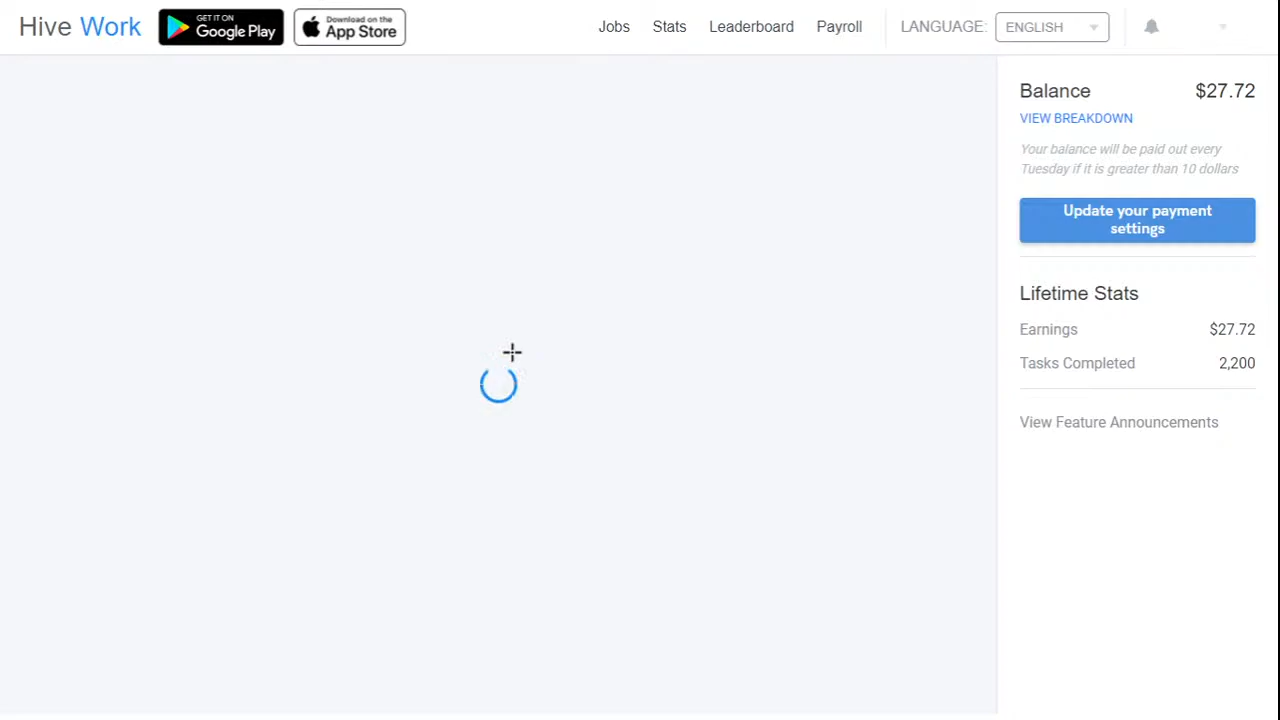 Hive Work
GET IT ON
Google Play
Download on the
App Store
Jobs
Stats
Leaderboard
Payroll
LANGUAGE:
ENGLISH
Balance
$27.72
VIEW BREAKDOWN
Your balance will be paid out every
Tuesday if it is greater than 10 dollars
Update your payment
settings
Lifetime Stats
Earnings
$27.72
Tasks Completed
2,200
View Feature Announcements